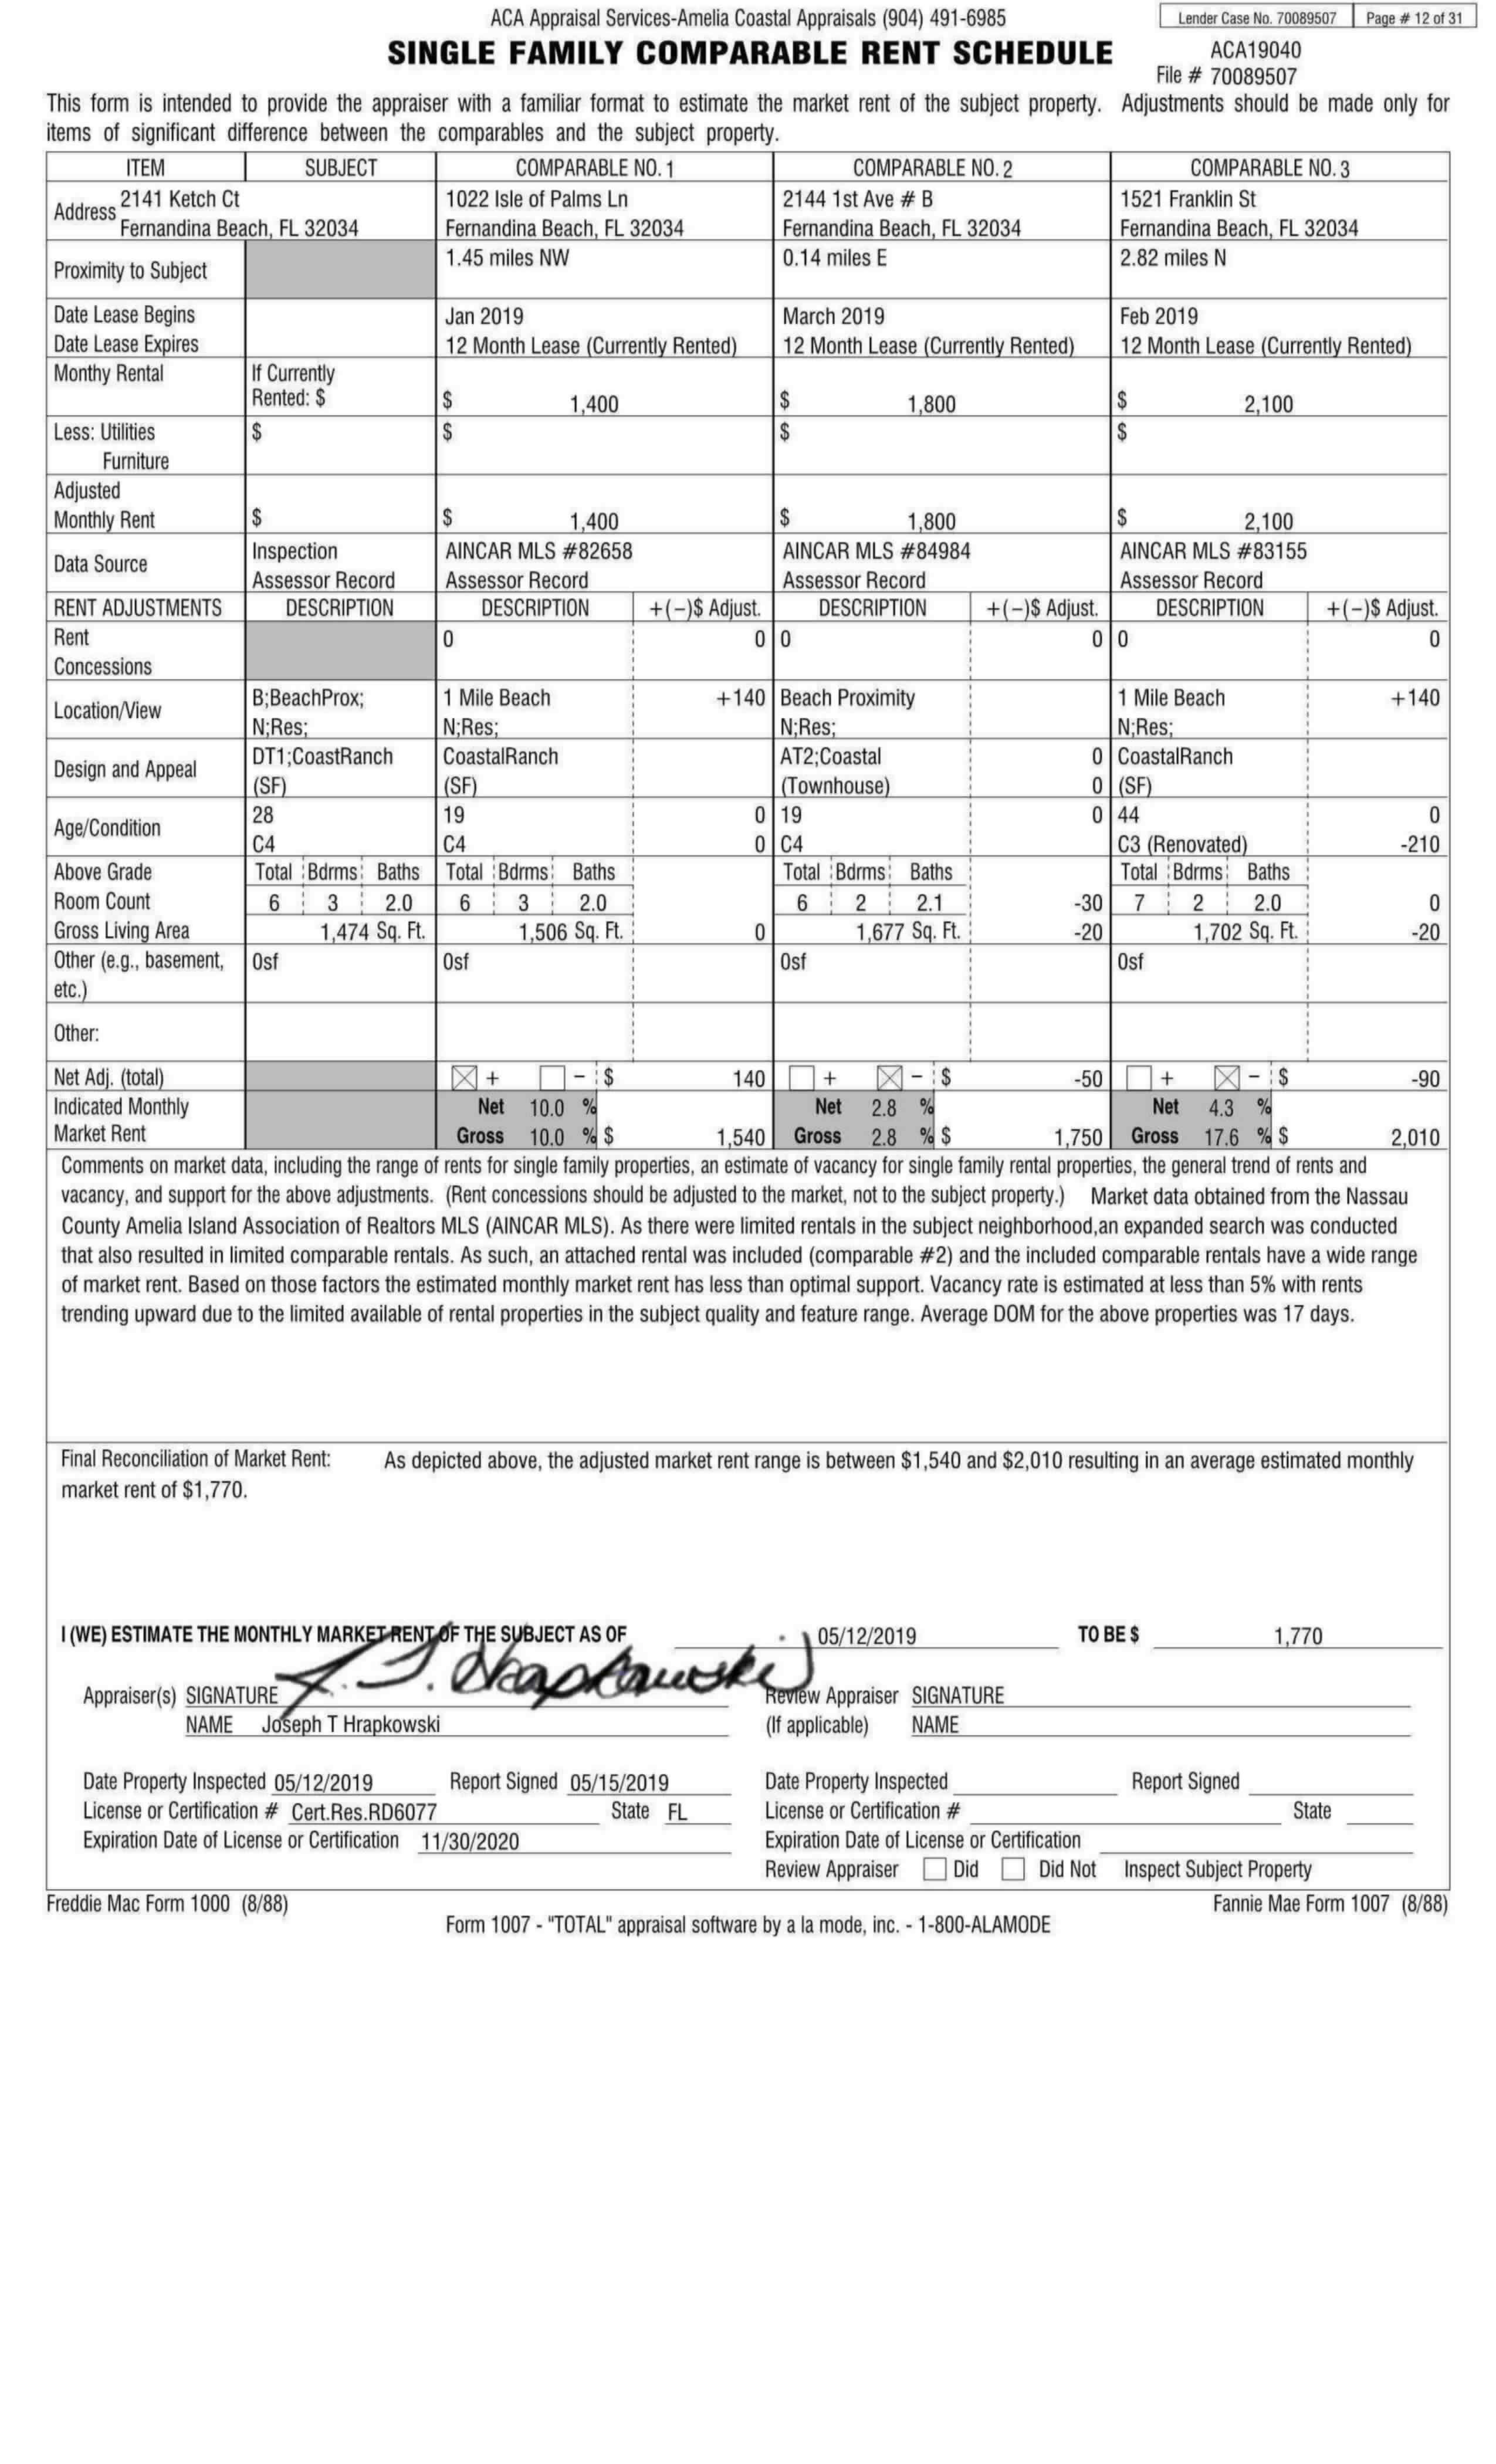 ACA Appraisal Services-Amelia Coastal Appraisals (904) 491-6985
Lender Case No. 70089507 Page # 12 of 31
SINGLE FAMILY COMPARABLE RENT SCHEDULE
ACA19040
File # 70089507
This form is intended to provide the appraiser with a familiar format to estimate the market rent of the subject property. Adjustments should be made only for
items of significant difference between the comparables and the subject property.
ITEM SUBJECT COMPARABLE NO. 1 COMPARABLE NO. 2 COMPARABLE NO. 3
Address 2141 Ketch Ct 1022 Isle of Palms Ln 2144 1st Ave # B 1521 Franklin St
Fernandina Beach, FL 32034 Fernandina Beach, FL 32034 Fernandina Beach, FL 32034 Fernandina Beach, FL 32034
Proximity to Subject 1.45 miles NW 0.14 miles E 2.82 miles N
Date Lease Begins Jan 2019 March 2019 Feb 2019
Date Lease Expires 12 Month Lease (Currently Rented) 12 Month Lease (Currently Rented) 12 Month Lease (Currently Rented)
Monthy Rental If Currently
Rented: $ $ 1,400 $ 1,800 $ 2,100
Less: Utilities $ $ $ $
Furniture
Adjusted
Monthly Rent $ $ 1,400 $ 1,800 $ 2,100
Data Source Inspection AINCAR MLS #82658 AINCAR MLS #84984 AINCAR MLS #83155
Assessor Record Assessor Record Assessor Record Assessor Record
RENT ADJUSTMENTS DESCRIPTION DESCRIPTION +(−)$ Adjust. DESCRIPTION +(−)$ Adjust. DESCRIPTION +(−)$ Adjust.
Rent 0 0 0 0 0 0
Concessions
Location/View B;BeachProx; 1 Mile Beach +140 Beach Proximity 1 Mile Beach +140
N;Res; N;Res; N;Res; N;Res;
Design and Appeal DT1;CoastRanch CoastalRanch AT2;Coastal 0 CoastalRanch
(SF) (SF) (Townhouse) 0 (SF)
Age/Condition 28 19 0 19 0 44 0
C4 C4 0 C4 C3 (Renovated) -210
Above Grade Total Bdrms Baths Total Bdrms Baths Total Bdrms Baths Total Bdrms Baths
Room Count 6 3 2.0 6 3 2.0 6 2 2.1 -30 7 2 2.0 0
Gross Living Area 1,474 Sq. Ft. 1,506 Sq. Ft. 0 1,677 Sq. Ft. -20 1,702 Sq. Ft. -20
Other (e.g., basement, 0sf 0sf 0sf 0sf
etc.)
Other:
Net Adj. (total) + − $ 140 + − $ -50 + − $ -90
Indicated Monthly Net 10.0 % Net 2.8 % Net 4.3 %
Market Rent Gross 10.0 % $ 1,540 Gross 2.8 % $ 1,750 Gross 17.6 % $ 2,010
Comments on market data, including the range of rents for single family properties, an estimate of vacancy for single family rental properties, the general trend of rents and
vacancy, and support for the above adjustments. (Rent concessions should be adjusted to the market, not to the subject property.) Market data obtained from the Nassau
County Amelia Island Association of Realtors MLS (AINCAR MLS). As there were limited rentals in the subject neighborhood,an expanded search was conducted
that also resulted in limited comparable rentals. As such, an attached rental was included (comparable #2) and the included comparable rentals have a wide range
of market rent. Based on those factors the estimated monthly market rent has less than optimal support. Vacancy rate is estimated at less than 5% with rents
trending upward due to the limited available of rental properties in the subject quality and feature range. Average DOM for the above properties was 17 days.
Final Reconciliation of Market Rent: As depicted above, the adjusted market rent range is between $1,540 and $2,010 resulting in an average estimated monthly
market rent of $1,770.
I (WE) ESTIMATE THE MONTHLY MARKET RENT OF THE SUBJECT AS OF 05/12/2019 TO BE $ 1,770
Appraiser(s) SIGNATURE J. T. Hrapkowski Review Appraiser SIGNATURE
NAME Joseph T Hrapkowski (If applicable) NAME
Date Property Inspected 05/12/2019 Report Signed 05/15/2019 Date Property Inspected Report Signed
License or Certification # Cert.Res.RD6077 State FL License or Certification # State
Expiration Date of License or Certification 11/30/2020 Expiration Date of License or Certification
Review Appraiser Did Did Not Inspect Subject Property
Freddie Mac Form 1000 (8/88) Fannie Mae Form 1007 (8/88)
Form 1007 - "TOTAL" appraisal software by a la mode, inc. - 1-800-ALAMODE